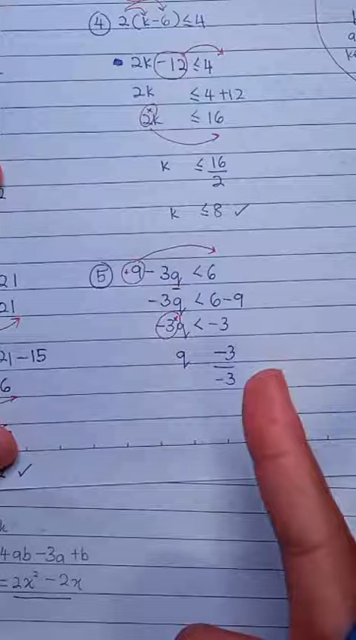 ④ 2(k-6) ≤ 4
2k -12 ≤ 4
2k ≤ 4+12
2k ≤ 16
k ≤ 16/2
k ≤ 8 ✓
21
⑤ +9 - 3q < 6
21
-3q < 6-9
-3q < -3
21-15
q -3/-3
6
✓
4ab - 3a + b
= 2x² - 2x